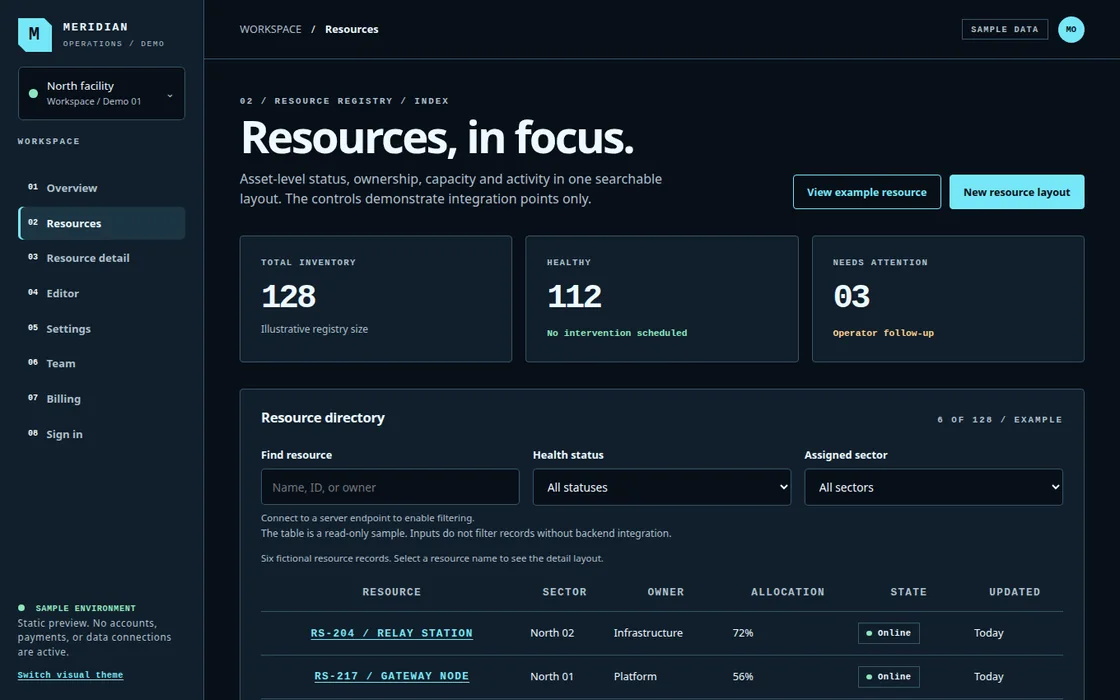 M
MERIDIAN
OPERATIONS / DEMO
North facility
Workspace / Demo 01
WORKSPACE
01 Overview
02 Resources
03 Resource detail
04 Editor
05 Settings
06 Team
07 Billing
08 Sign in
SAMPLE ENVIRONMENT
Static preview. No accounts,
payments, or data connections
are active.
Switch visual theme
WORKSPACE / Resources
SAMPLE DATA
MO
02 / RESOURCE REGISTRY / INDEX
Resources, in focus.
Asset-level status, ownership, capacity and activity in one searchable
layout. The controls demonstrate integration points only.
View example resource
New resource layout
TOTAL INVENTORY
128
Illustrative registry size
HEALTHY
112
No intervention scheduled
NEEDS ATTENTION
03
Operator follow-up
Resource directory
6 OF 128 / EXAMPLE
Find resource
Name, ID, or owner
Health status
All statuses
Assigned sector
All sectors
Connect to a server endpoint to enable filtering.
The table is a read-only sample. Inputs do not filter records without backend integration.
Six fictional resource records. Select a resource name to see the detail layout.
RESOURCE SECTOR OWNER ALLOCATION STATE UPDATED
RS-204 / RELAY STATION North 02 Infrastructure 72% Online Today
RS-217 / GATEWAY NODE North 01 Platform 56% Online Today